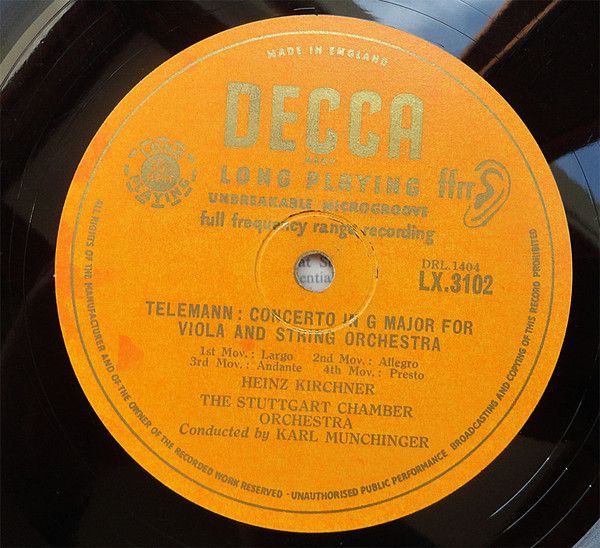 MADE IN ENGLAND
DECCA
LONG PLAYING
LONG PLAYING
UNBREAKABLE MICROGROOVE
full frequency range recording
ffrr
DRL. 1404
LX.3102
TELEMANN : CONCERTO IN G MAJOR FOR
VIOLA AND STRING ORCHESTRA
1st Mov. : Largo 2nd Mov. : Allegro
3rd Mov. : Andante 4th Mov. : Presto
HEINZ KIRCHNER
THE STUTTGART CHAMBER
ORCHESTRA
Conducted by KARL MUNCHINGER
ALL RIGHTS OF THE MANUFACTURER AND OF THE OWNER OF THE RECORDED WORK RESERVED · UNAUTHORISED PUBLIC PERFORMANCE BROADCASTING AND COPYING OF THIS RECORD PROHIBITED